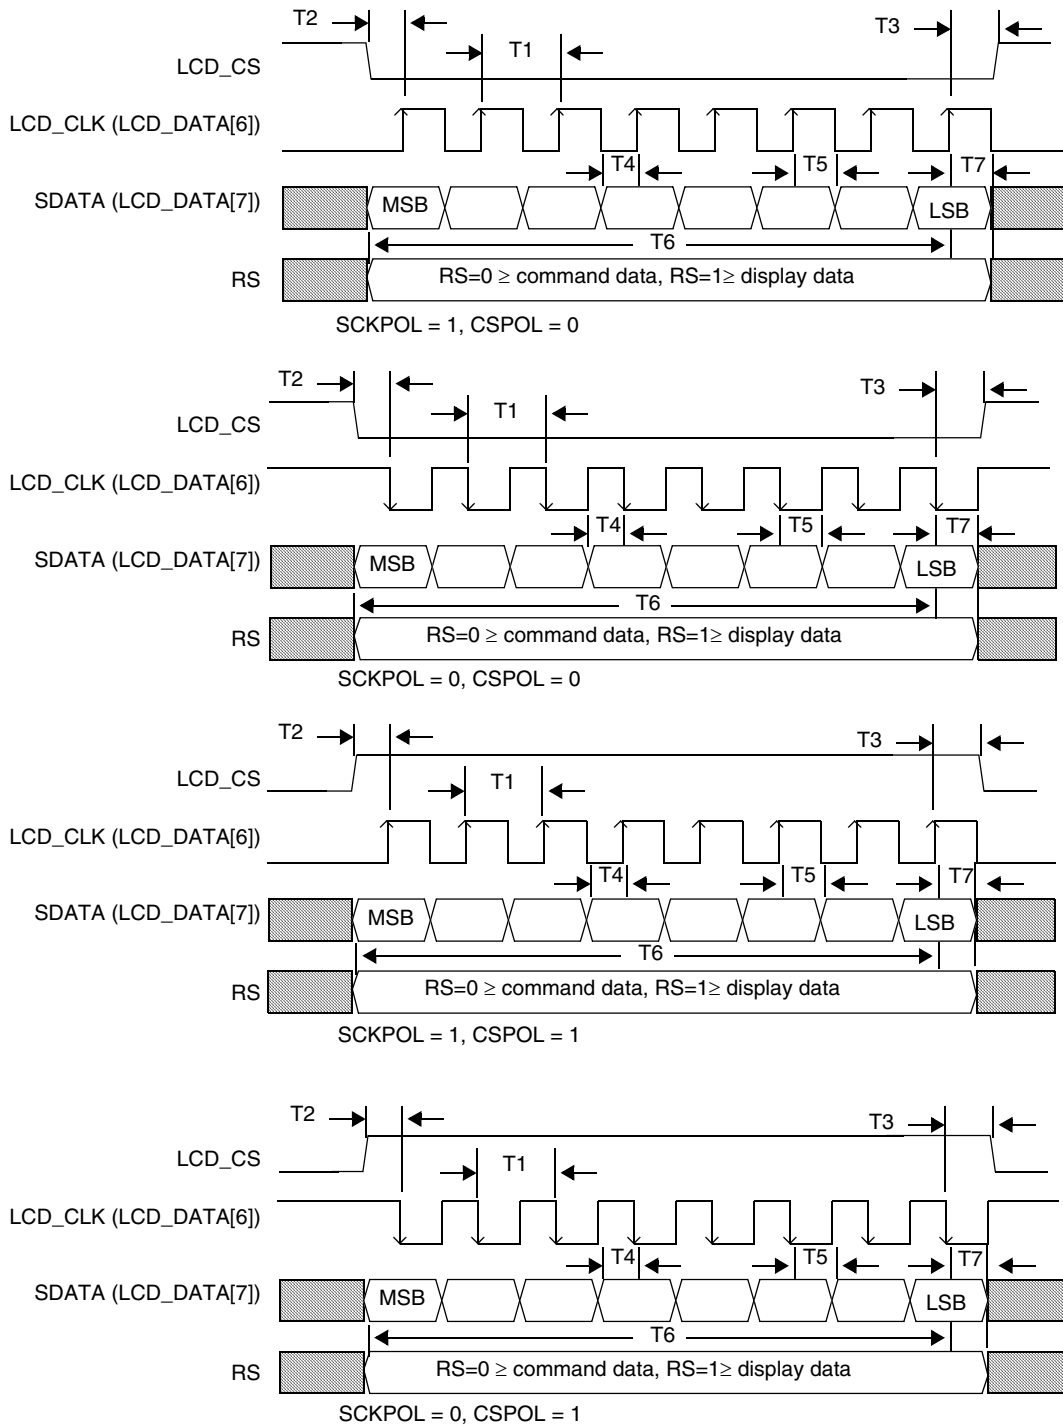 T2
T3
T1
LCD_CS
LCD_CLK (LCD_DATA[6])
T4 T5 T7
SDATA (LCD_DATA[7])
MSB LSB
T6
RS RS=0 ≥ command data, RS=1≥ display data
SCKPOL = 1, CSPOL = 0
T2 T3
T1
LCD_CS
LCD_CLK (LCD_DATA[6])
T4 T5 T7
SDATA (LCD_DATA[7])
MSB LSB
T6
RS RS=0 ≥ command data, RS=1≥ display data
SCKPOL = 0, CSPOL = 0
T2 T3
LCD_CS T1
LCD_CLK (LCD_DATA[6])
T4 T5 T7
SDATA (LCD_DATA[7])
MSB LSB
T6
RS RS=0 ≥ command data, RS=1≥ display data
SCKPOL = 1, CSPOL = 1
T2 T3
LCD_CS T1
LCD_CLK (LCD_DATA[6])
T4 T5 T7
SDATA (LCD_DATA[7])
MSB LSB
T6
RS RS=0 ≥ command data, RS=1≥ display data
SCKPOL = 0, CSPOL = 1